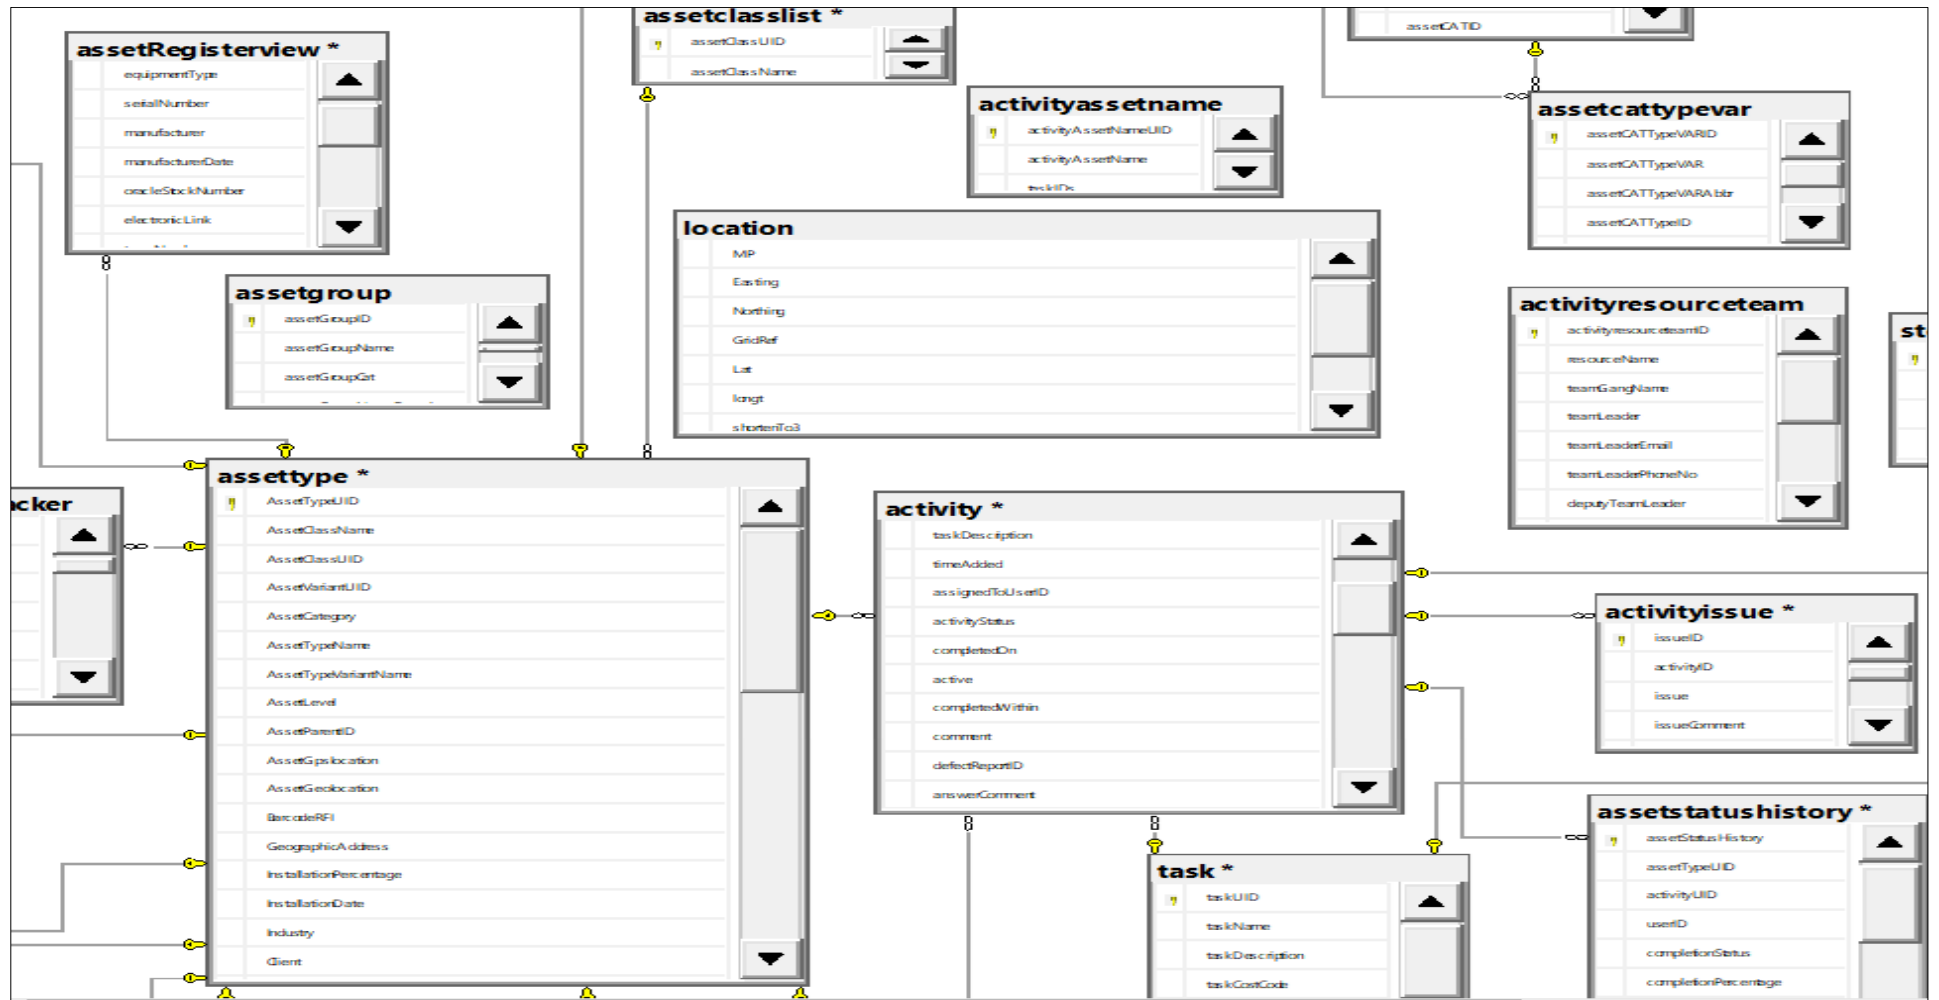 assetRegisterview *
equipmentType
serialNumber
manufacturer
manufacturerDate
oracleStockNumber
electronicLink
assetclasslist *
assetClassUID
assetClassName
activityassetname
activityAssetNameUID
activityAssetName
taskIDs
assetCATID
assetcattypevar
assetCATTypeVARID
assetCATTypeVAR
assetCATTypeVARAbbr
assetCATTypeID
assetgroup
assetGroupID
assetGroupName
assetGroupCat
location
MP
Easting
Northing
GridRef
Lat
longt
shortenTo3
activityresourceteam
activityresourceteamID
resourceName
teamGangName
teamLeader
teamLeaderEmail
teamLeaderPhoneNo
deputyTeamLeader
st
cker
assettype *
AssetTypeUID
AssetClassName
AssetClassUID
AssetVariantUID
AssetCategory
AssetTypeName
AssetTypeVariantName
AssetLevel
AssetParentID
AssetGpslocation
AssetGeolocation
BarcodeRFI
GeographicAddress
InstallationPercentage
InstallationDate
Industry
Client
activity *
taskDescription
timeAdded
assignedToUserID
activityStatus
completedOn
active
completedWithin
comment
defectReportID
answerComment
activityissue *
issueID
activityID
issue
issueComment
task *
taskUID
taskName
taskDescription
taskCostCode
assetstatushistory *
assetStatusHistory
assetTypeUID
activityUID
userID
completionStatus
completionPercentage